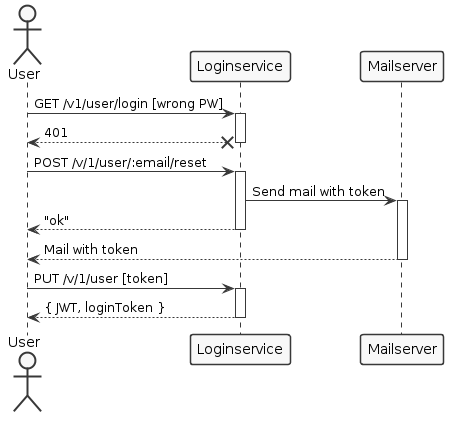 User
Loginservice
Mailserver
GET /v1/user/login [wrong PW]
401
POST /v/1/user/:email/reset
Send mail with token
"ok"
Mail with token
PUT /v/1/user [token]
{ JWT, loginToken }
User
Loginservice
Mailserver